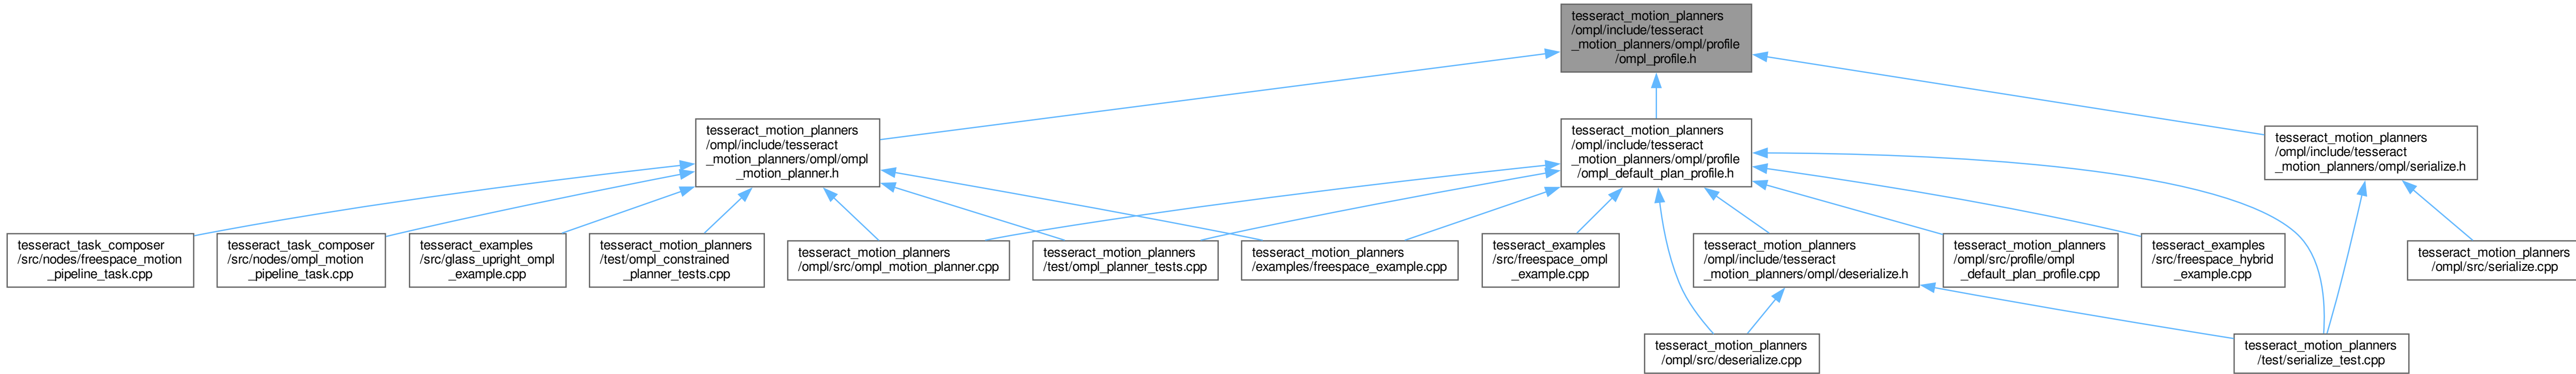 tesseract_motion_planners
/ompl/include/tesseract
_motion_planners/ompl/profile
/ompl_profile.h
tesseract_motion_planners
/ompl/include/tesseract
_motion_planners/ompl/ompl
_motion_planner.h
tesseract_motion_planners
/ompl/include/tesseract
_motion_planners/ompl/profile
/ompl_default_plan_profile.h
tesseract_motion_planners
/ompl/include/tesseract
_motion_planners/ompl/serialize.h
tesseract_task_composer
/src/nodes/freespace_motion
_pipeline_task.cpp
tesseract_task_composer
/src/nodes/ompl_motion
_pipeline_task.cpp
tesseract_examples
/src/glass_upright_ompl
_example.cpp
tesseract_motion_planners
/test/ompl_constrained
_planner_tests.cpp
tesseract_motion_planners
/ompl/src/ompl_motion_planner.cpp
tesseract_motion_planners
/test/ompl_planner_tests.cpp
tesseract_motion_planners
/examples/freespace_example.cpp
tesseract_examples
/src/freespace_ompl
_example.cpp
tesseract_motion_planners
/ompl/include/tesseract
_motion_planners/ompl/deserialize.h
tesseract_motion_planners
/ompl/src/profile/ompl
_default_plan_profile.cpp
tesseract_examples
/src/freespace_hybrid
_example.cpp
tesseract_motion_planners
/ompl/src/serialize.cpp
tesseract_motion_planners
/ompl/src/deserialize.cpp
tesseract_motion_planners
/test/serialize_test.cpp